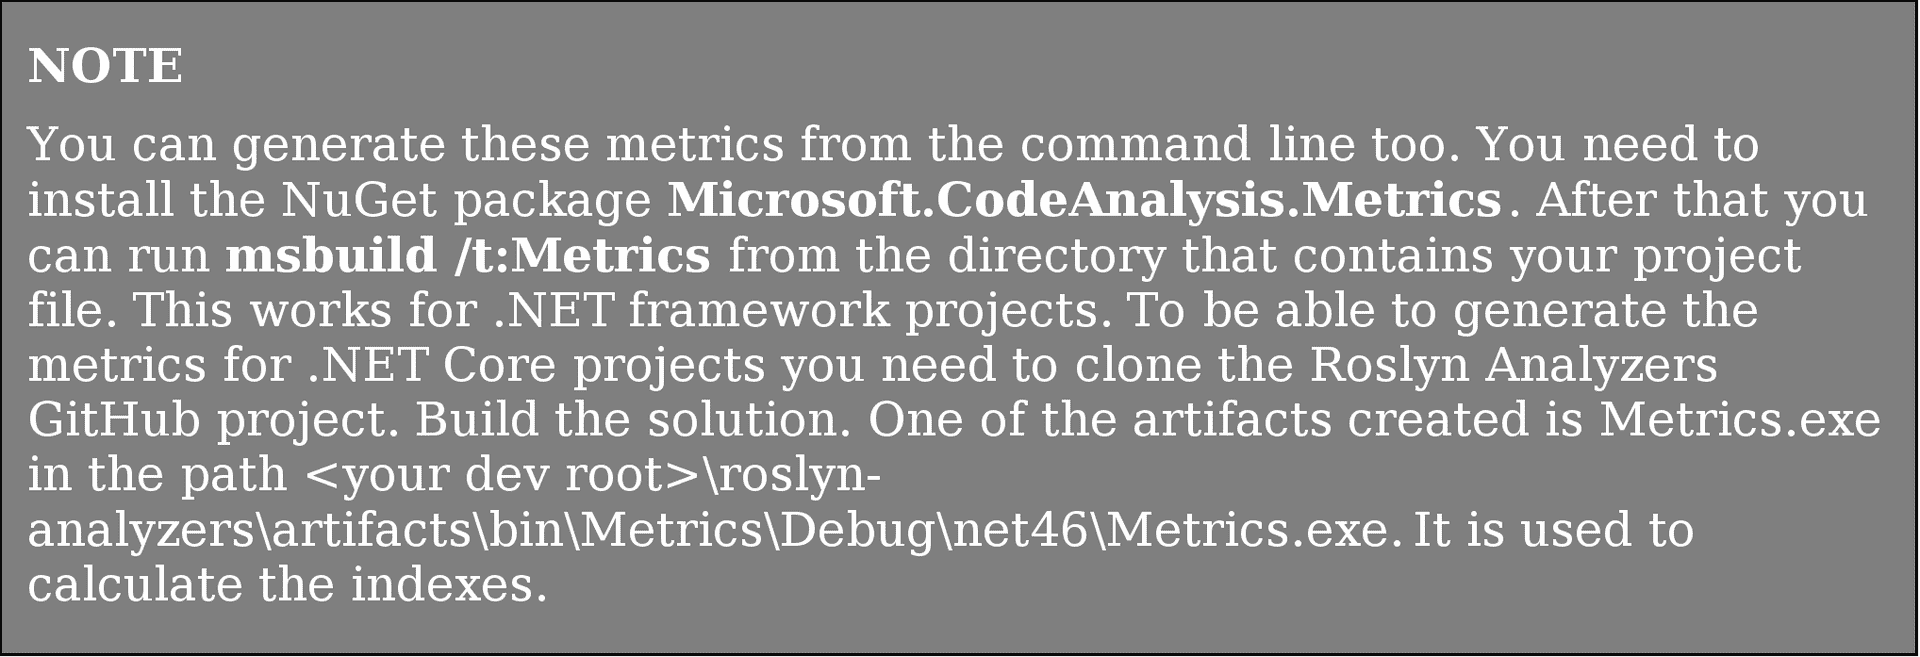 NOTE
You can generate these metrics from the command line too. You need to
install the NuGet package Microsoft.CodeAnalysis.Metrics. After that you
can run msbuild /t:Metrics from the directory that contains your project
file. This works for .NET framework projects. To be able to generate the
metrics for .NET Core projects you need to clone the Roslyn Analyzers
GitHub project. Build the solution. One of the artifacts created is Metrics.exe
in the path <your dev root>\roslyn-
analyzers\artifacts\bin\Metrics\Debug\net46\Metrics.exe. It is used to
calculate the indexes.